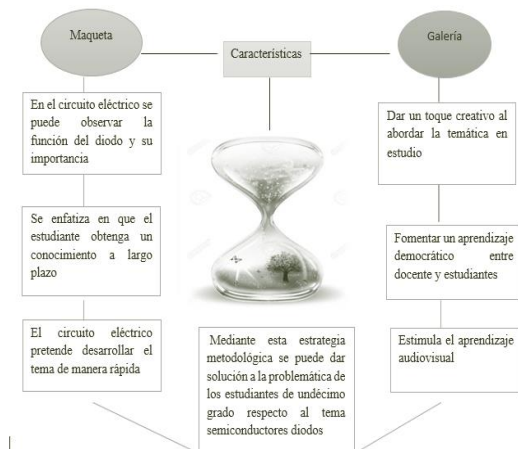 Maqueta
Características
Galería
En el circuito eléctrico se
puede observar la
función del diodo y su
importancia
Se enfatiza en que el
estudiante obtenga un
conocimiento a largo
plazo
El circuito eléctrico
pretende desarrollar el
tema de manera rápida
Mediante esta estrategia
metodológica se puede dar
solución a la problemática de
los estudiantes de undécimo
grado respecto al tema
semiconductores diodos
Dar un toque creativo al
abordar la temática en
estudio
Fomentar un aprendizaje
democrático entre
docente y estudiantes
Estimula el aprendizaje
audiovisual